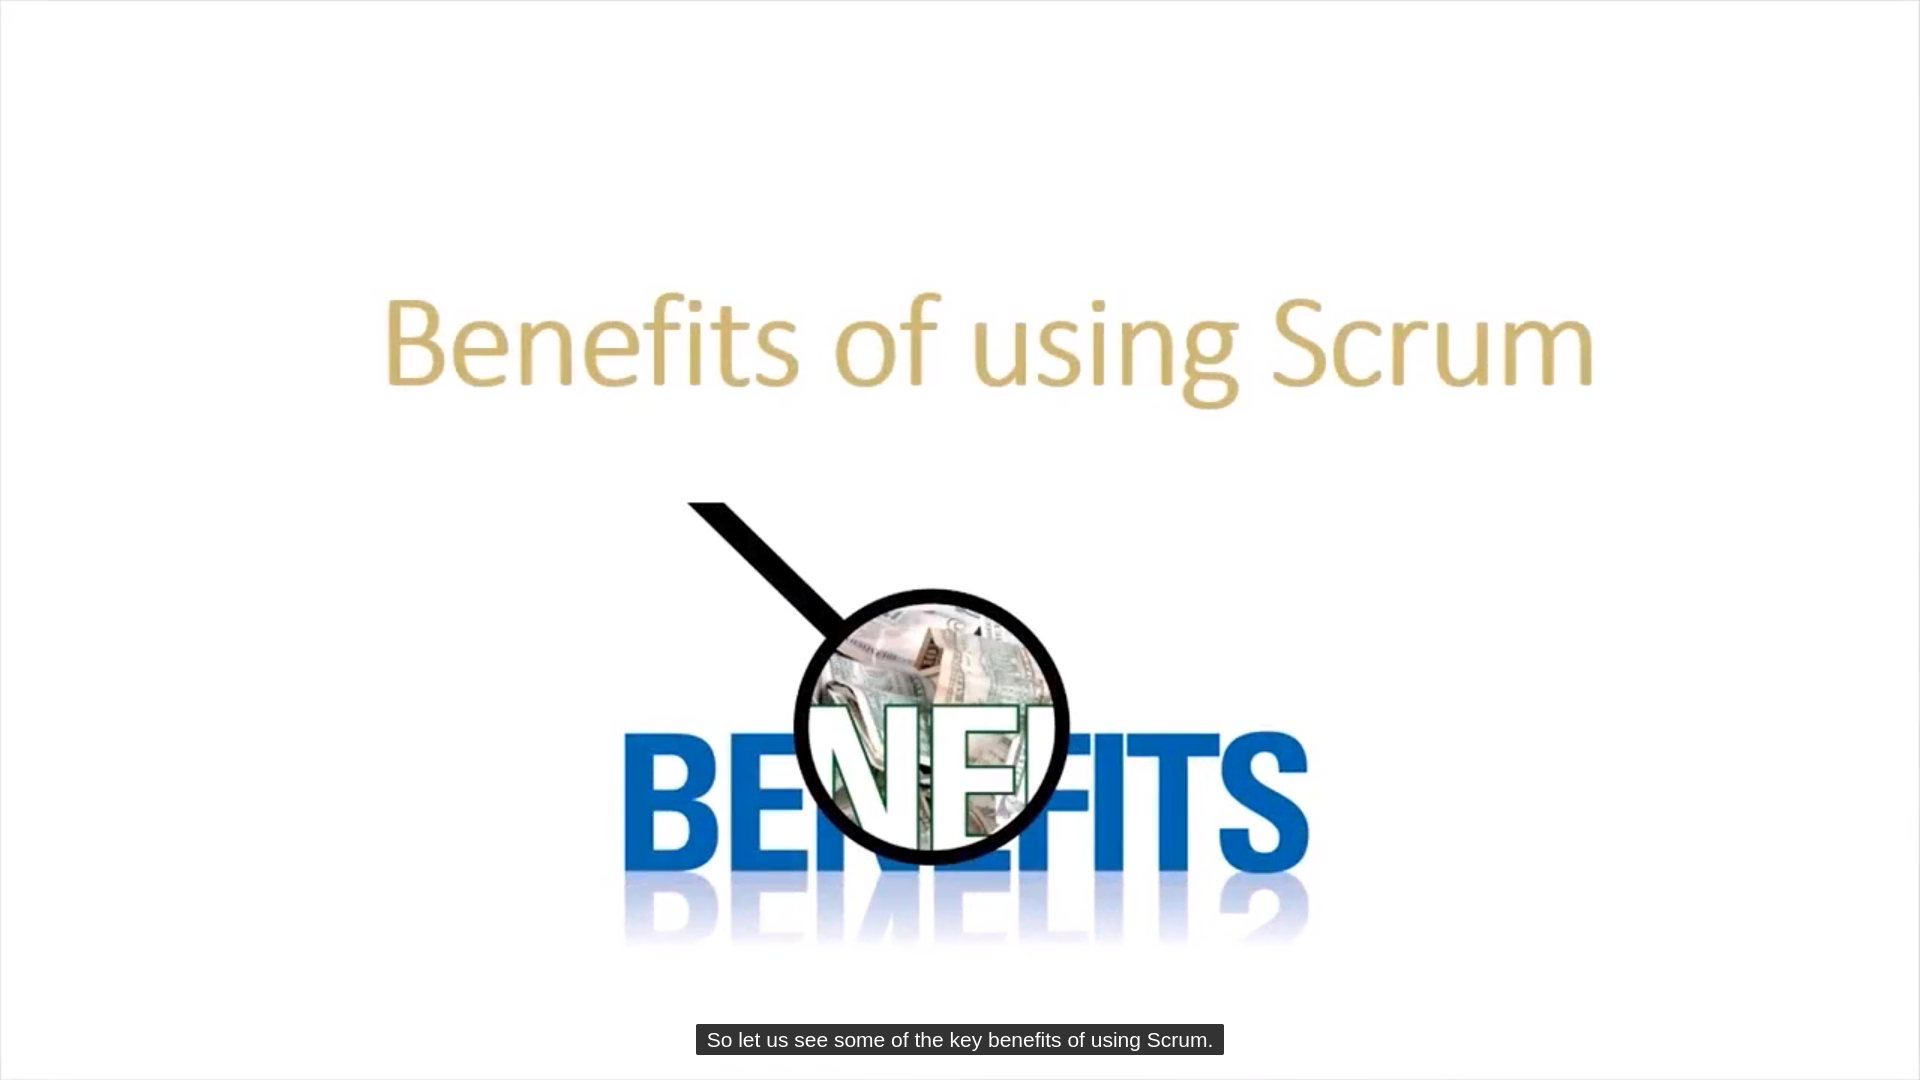 Benefits of using Scrum
BENEFITS
So let us see some of the key benefits of using Scrum.